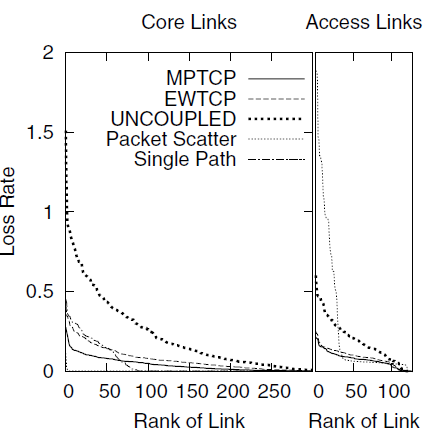 Core Links Access Links
2
MPTCP
EWTCP
UNCOUPLED
1.5
Packet Scatter
Single Path
1
Loss Rate
0.5
0
0 50 100 150 200 250 0 50 100
Rank of Link Rank of Link